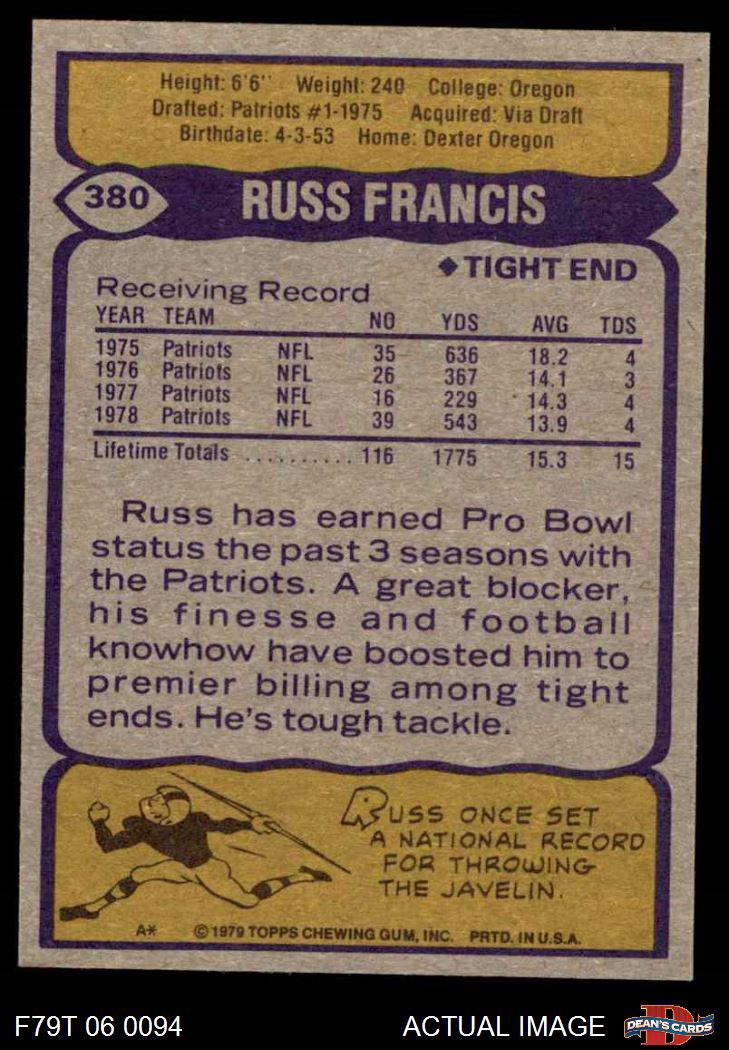 Height: 6'6" Weight: 240 College: Oregon
Drafted: Patriots #1-1975 Acquired: Via Draft
Birthdate: 4-3-53 Home: Dexter Oregon
380 RUSS FRANCIS
◆TIGHT END
Receiving Record
YEAR TEAM NO YDS AVG TDS
1975 Patriots NFL 35 636 18.2 4
1976 Patriots NFL 26 367 14.1 3
1977 Patriots NFL 16 229 14.3 4
1978 Patriots NFL 39 543 13.9 4
Lifetime Totals .......... 116 1775 15.3 15
Russ has earned Pro Bowl
status the past 3 seasons with
the Patriots. A great blocker,
his finesse and football
knowhow have boosted him to
premier billing among tight
ends. He's tough tackle.
RUSS ONCE SET
A NATIONAL RECORD
FOR THROWING
THE JAVELIN.
A* ©1979 TOPPS CHEWING GUM, INC. PRTD. IN U.S.A.
F79T 06 0094 ACTUAL IMAGE D DEAN'S CARDS